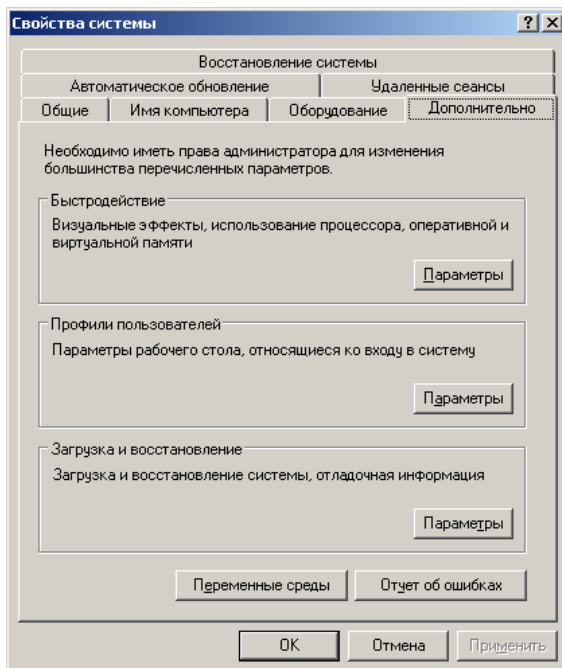 Свойства системы
Восстановление системы
Автоматическое обновление Удаленные сеансы
Общие Имя компьютера Оборудование Дополнительно
Необходимо иметь права администратора для изменения
большинства перечисленных параметров.
Быстродействие
Визуальные эффекты, использование процессора, оперативной и
виртуальной памяти
Параметры
Профили пользователей
Параметры рабочего стола, относящиеся ко входу в систему
Параметры
Загрузка и восстановление
Загрузка и восстановление системы, отладочная информация
Параметры
Переменные среды Отчет об ошибках
OK Отмена Применить